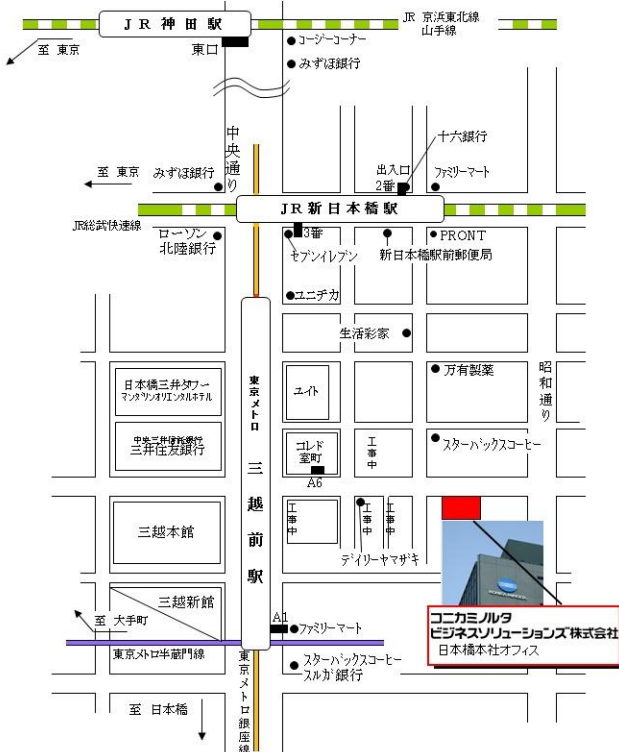 JR 神田駅
JR 京浜東北線
山手線
至 東京
東口
コージーコーナー
みずほ銀行
中央通り
十六銀行
至 東京
みずほ銀行
出入口
2番
ファミリーマート
JR新日本橋駅
JR総武快速線
ローソン
北陸銀行
3番
セブンイレブン
新日本橋駅前郵便局
PRONT
ユニチカ
生活彩家
日本橋三井タワー
マンダリンオリエンタルホテル
東京メトロ
三越前駅
ユイト
万有製薬
昭和通り
中央三井信託銀行
三井住友銀行
コレド
室町
A6
工事中
スターバックスコーヒー
三越本館
工事中
工事中
工事中
デイリーヤマザキ
三越新館
至 大手町
A1
ファミリーマート
コニカミノルタ
ビジネスソリューションズ株式会社
日本橋本社オフィス
東京メトロ半蔵門線
東京メトロ銀座線
スターバックスコーヒー
スルガ銀行
至 日本橋